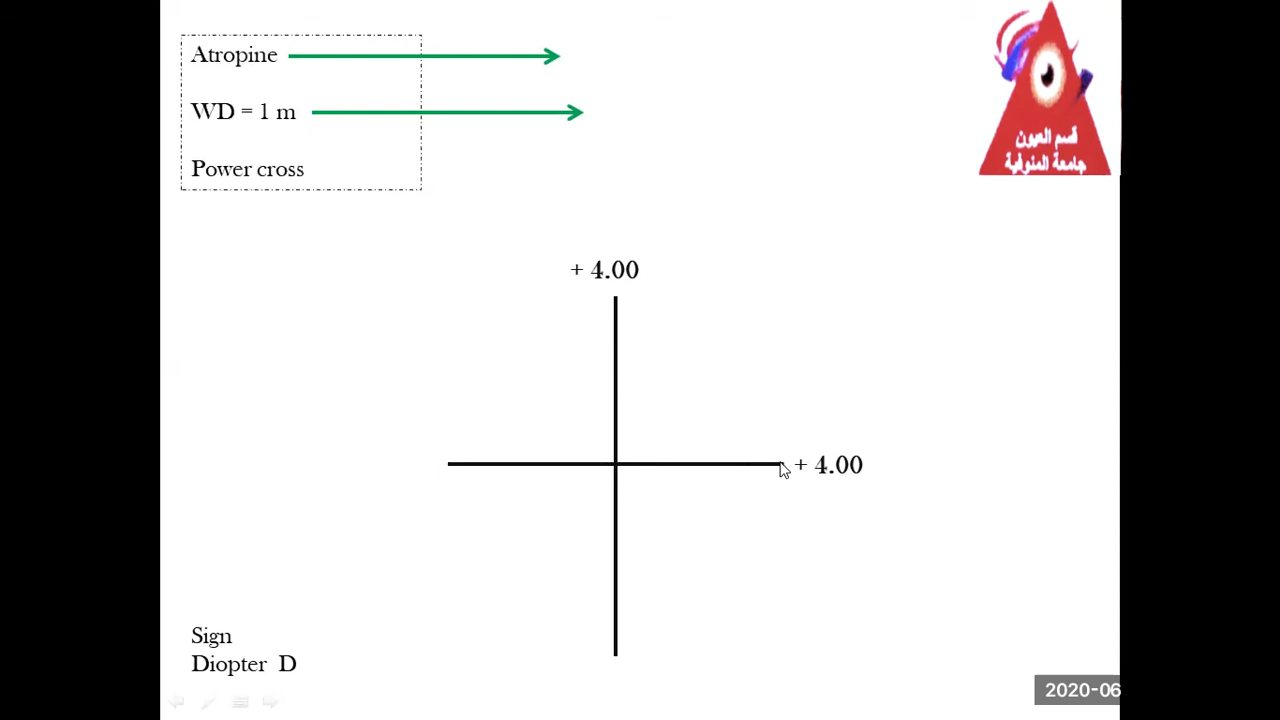 Atropine
WD = 1 m
Power cross
قسم العيون
جامعة المنوفية
+ 4.00
+ 4.00
Sign
Diopter D
2020-06